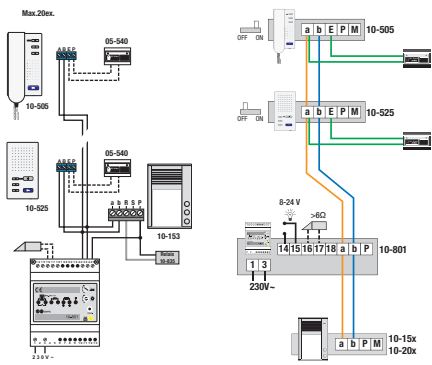 Max.20ex.
A B E P
05-540
10-505
A B E P
05-540
10-525
a b R S P
10-153
Relais
10-835
230V~
OFF ON
a b E P M
10-505
OFF ON
a b E P M
10-525
8-24 V
>6Ω
14 15 16 17 18 a b P
10-801
1 3
230V~
a b P M
10-15x
10-20x